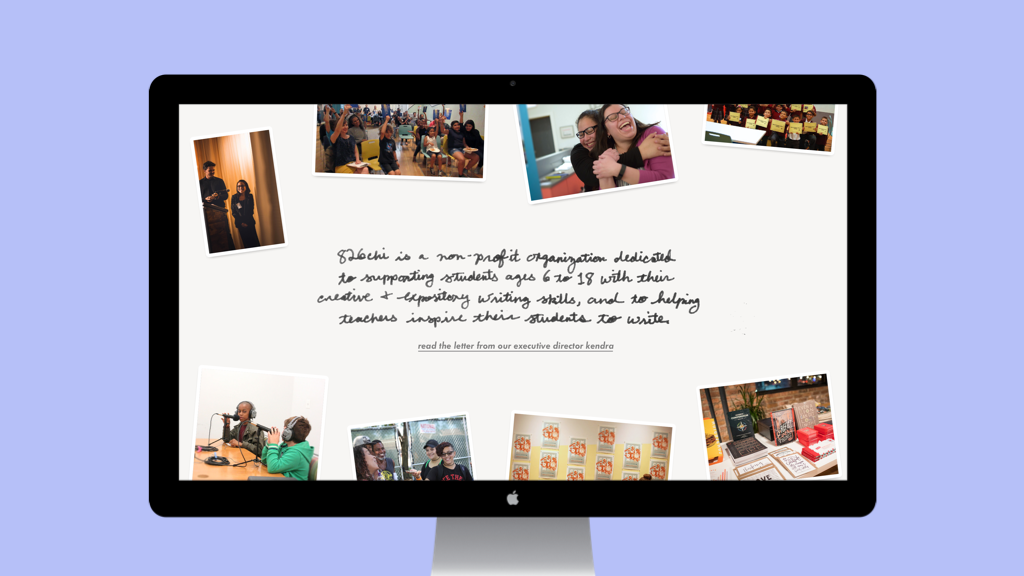 826chi is a non-profit organization dedicated
to supporting students ages 6 to 18 with their
creative + expository writing skills, and to helping
teachers inspire their students to write.
read the letter from our executive director kendra